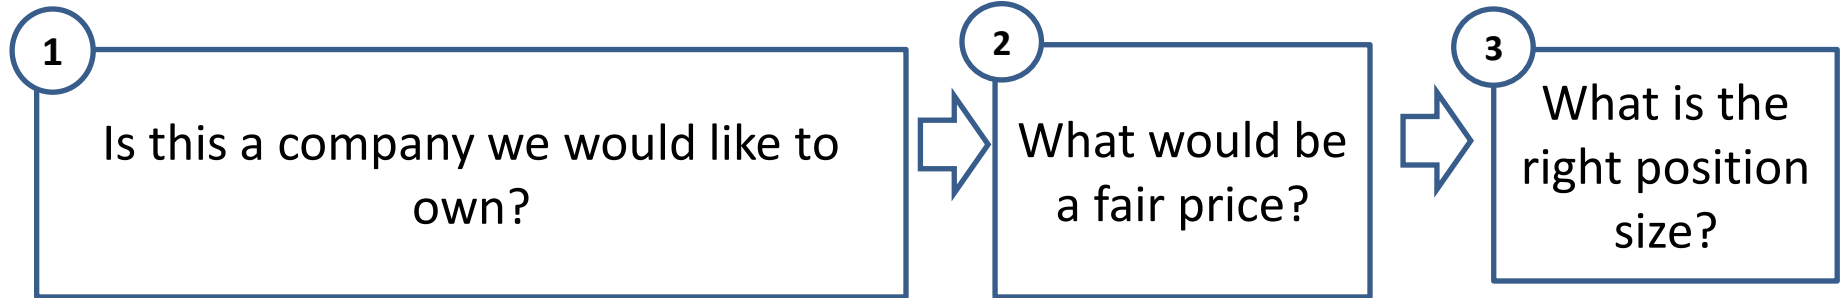 1
Is this a company we would like to
own?
2
What would be
a fair price?
3
What is the
right position
size?